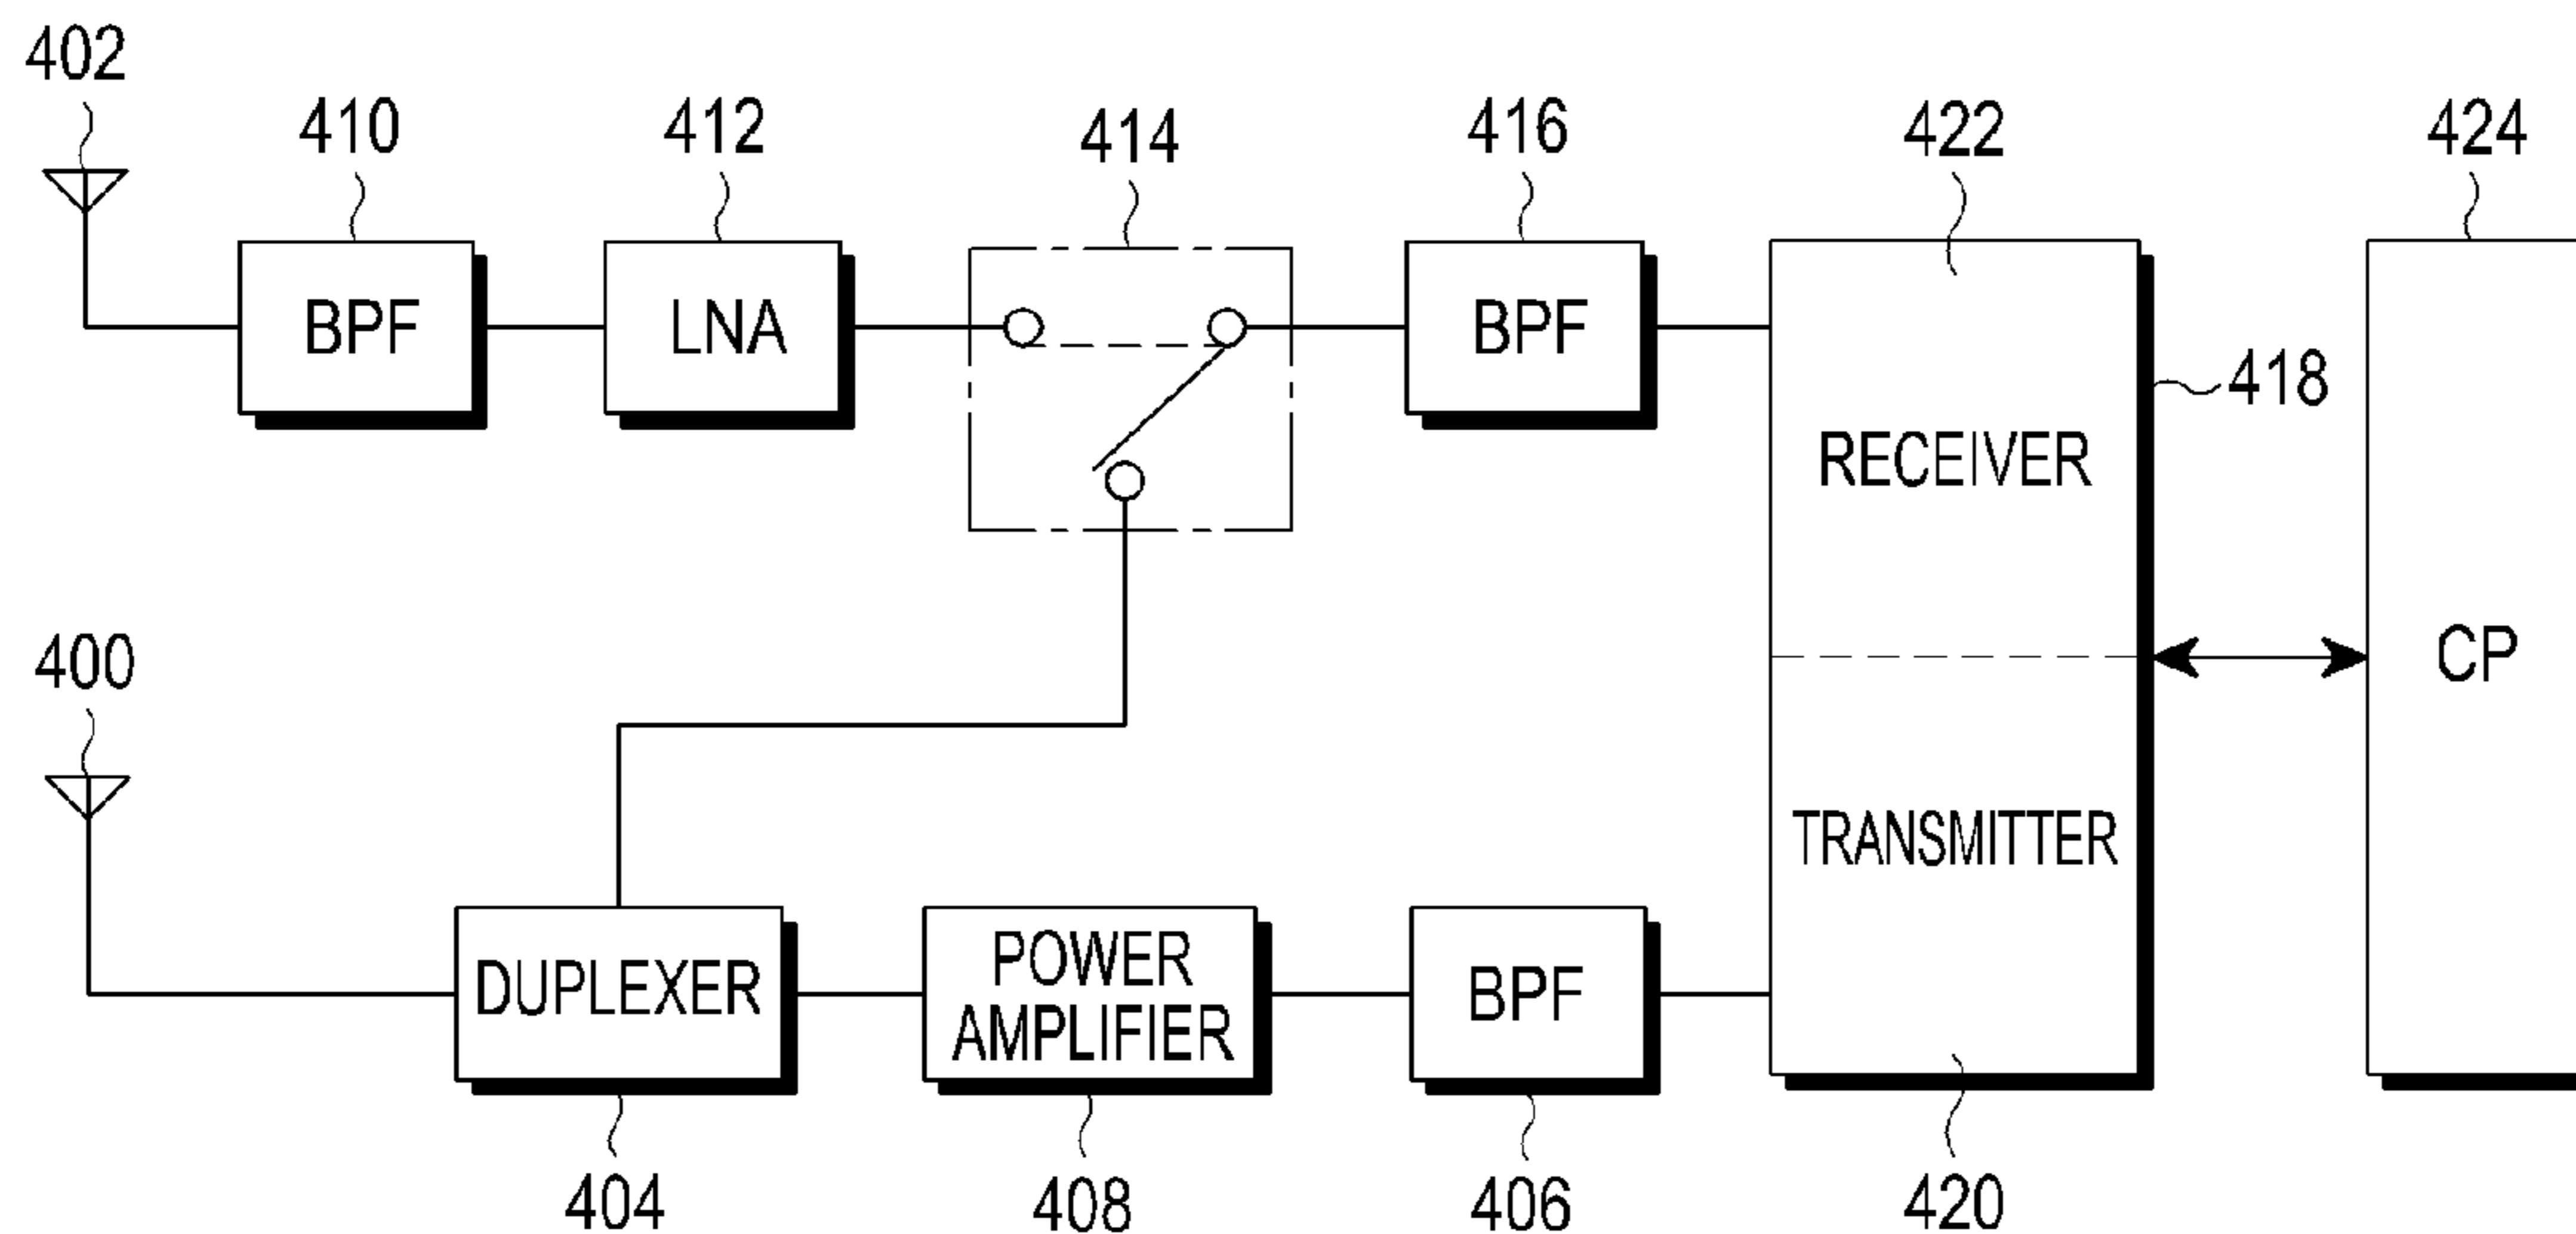 402
410
412
414
416
422
424
BPF
LNA
BPF
418
RECEIVER
400
CP
TRANSMITTER
DUPLEXER
POWER
AMPLIFIER
BPF
404
408
406
420